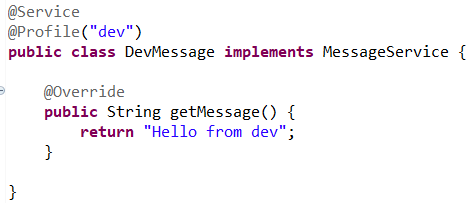 @Service
@Profile("dev")
public class DevMessage implements MessageService {
@Override
public String getMessage() {
return "Hello from dev";
}
}